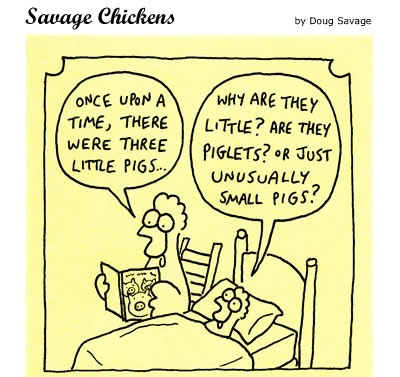 Savage Chickens
by Doug Savage
ONCE UPON A
TIME, THERE
WERE THREE
LITTLE PIGS...
WHY ARE THEY
LITTLE? ARE THEY
PIGLETS? OR JUST
UNUSUALLY
SMALL PIGS?